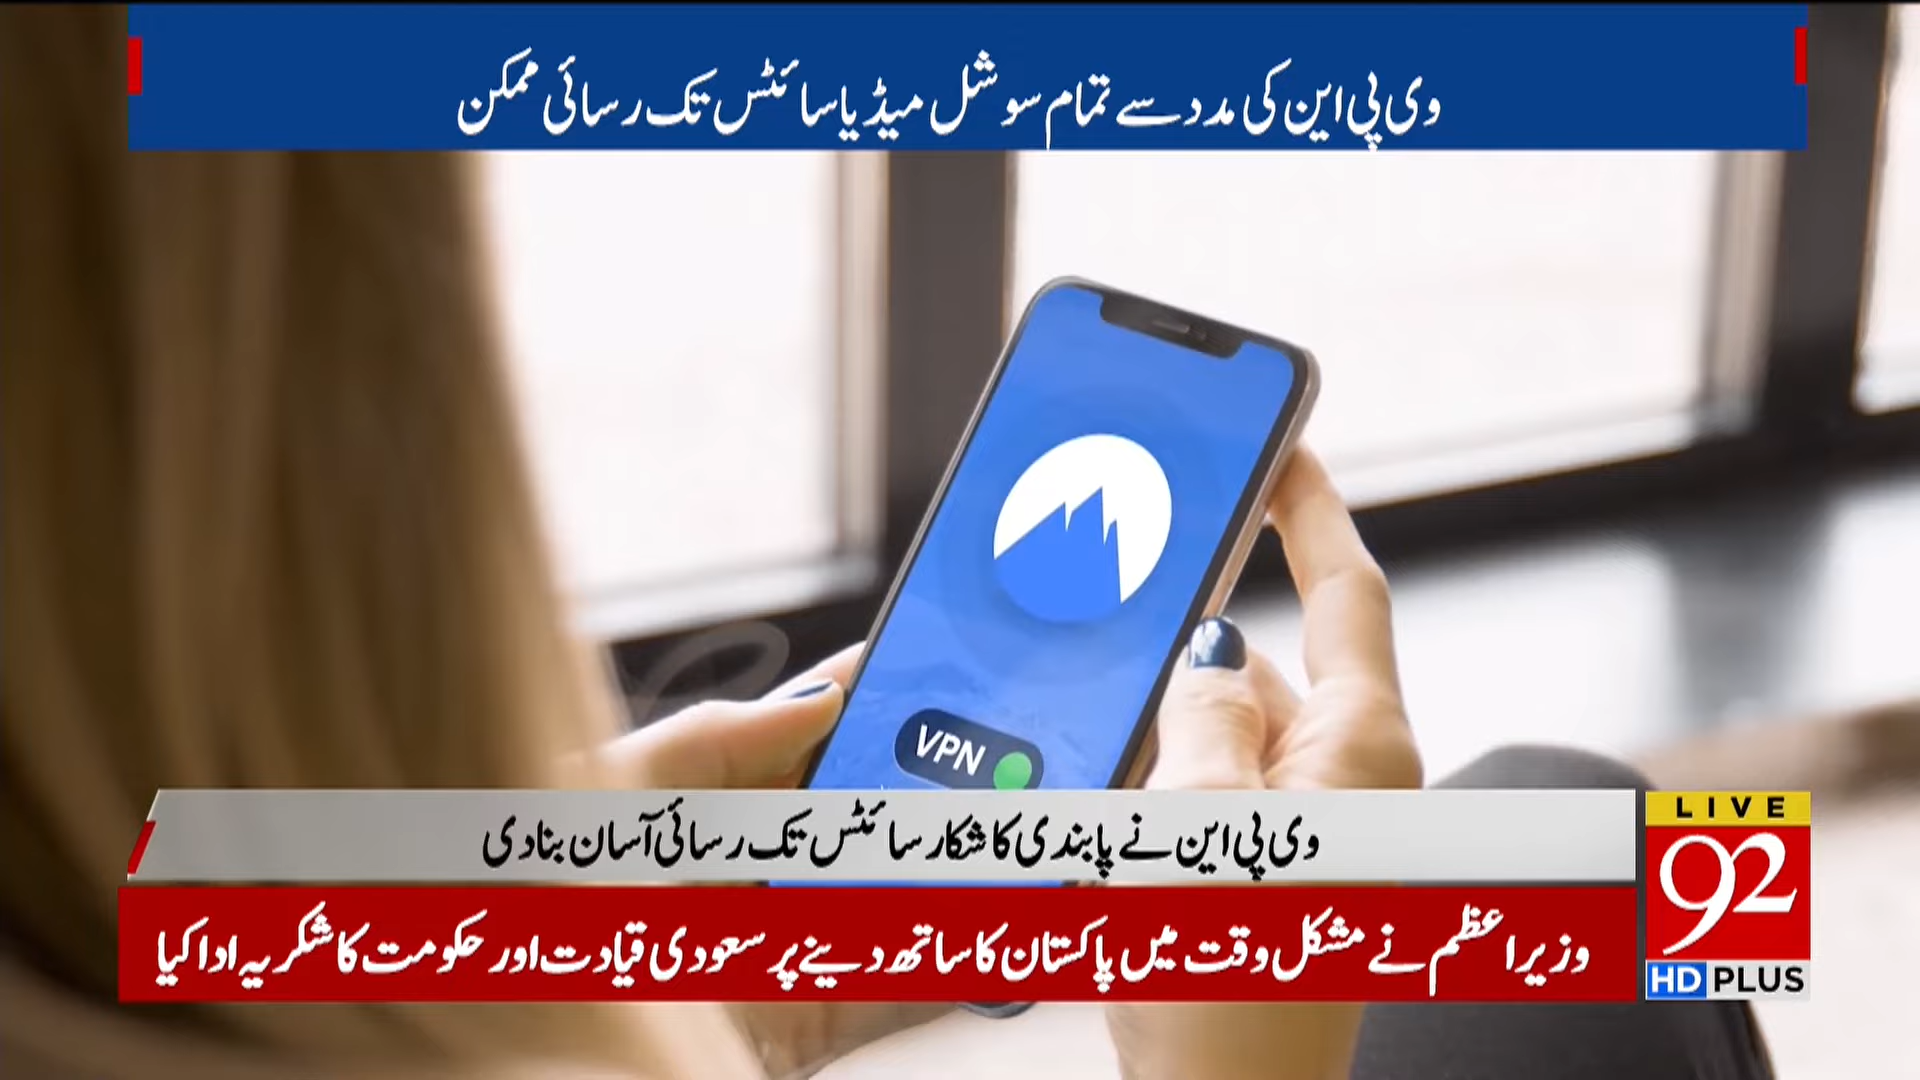 وی پی این کی مدد سے تمام سوشل میڈیا سائٹس تک رسائی ممکن
VPN
وی پی این نے پابندی کا شکار سائٹس تک رسائی آسان بنا دی
LIVE
92
HD PLUS
وزیراعظم نے مشکل وقت میں پاکستان کا ساتھ دینے پر سعودی قیادت اور حکومت کا شکریہ ادا کیا